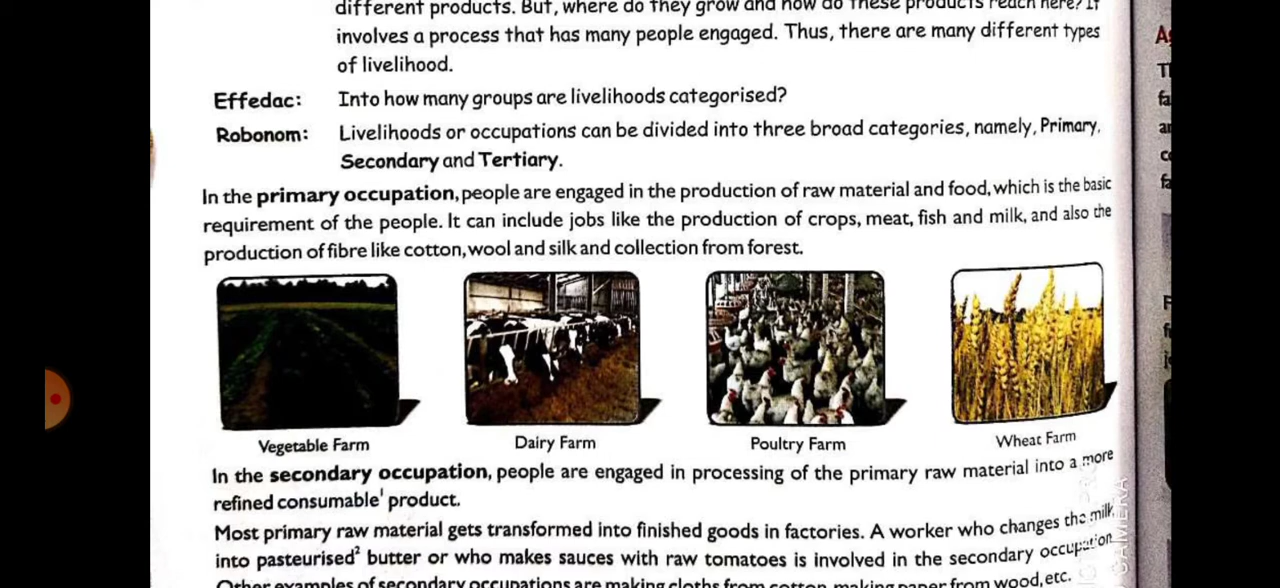 different products. But, where do they grow and how do these products reach here? It
involves a process that has many people engaged. Thus, there are many different types
of livelihood.
Effedac: Into how many groups are livelihoods categorised?
Robonom: Livelihoods or occupations can be divided into three broad categories, namely, Primary,
Secondary and Tertiary.
In the primary occupation, people are engaged in the production of raw material and food, which is the basic
requirement of the people. It can include jobs like the production of crops, meat, fish and milk, and also the
production of fibre like cotton, wool and silk and collection from forest.
Vegetable Farm
Dairy Farm
Poultry Farm
Wheat Farm
In the secondary occupation, people are engaged in processing of the primary raw material into a more
refined consumable¹ product.
Most primary raw material gets transformed into finished goods in factories. A worker who changes the milk
into pasteurised² butter or who makes sauces with raw tomatoes is involved in the secondary occupation.
Other examples of secondary occupations are making cloths from cotton, making paper from wood, etc.